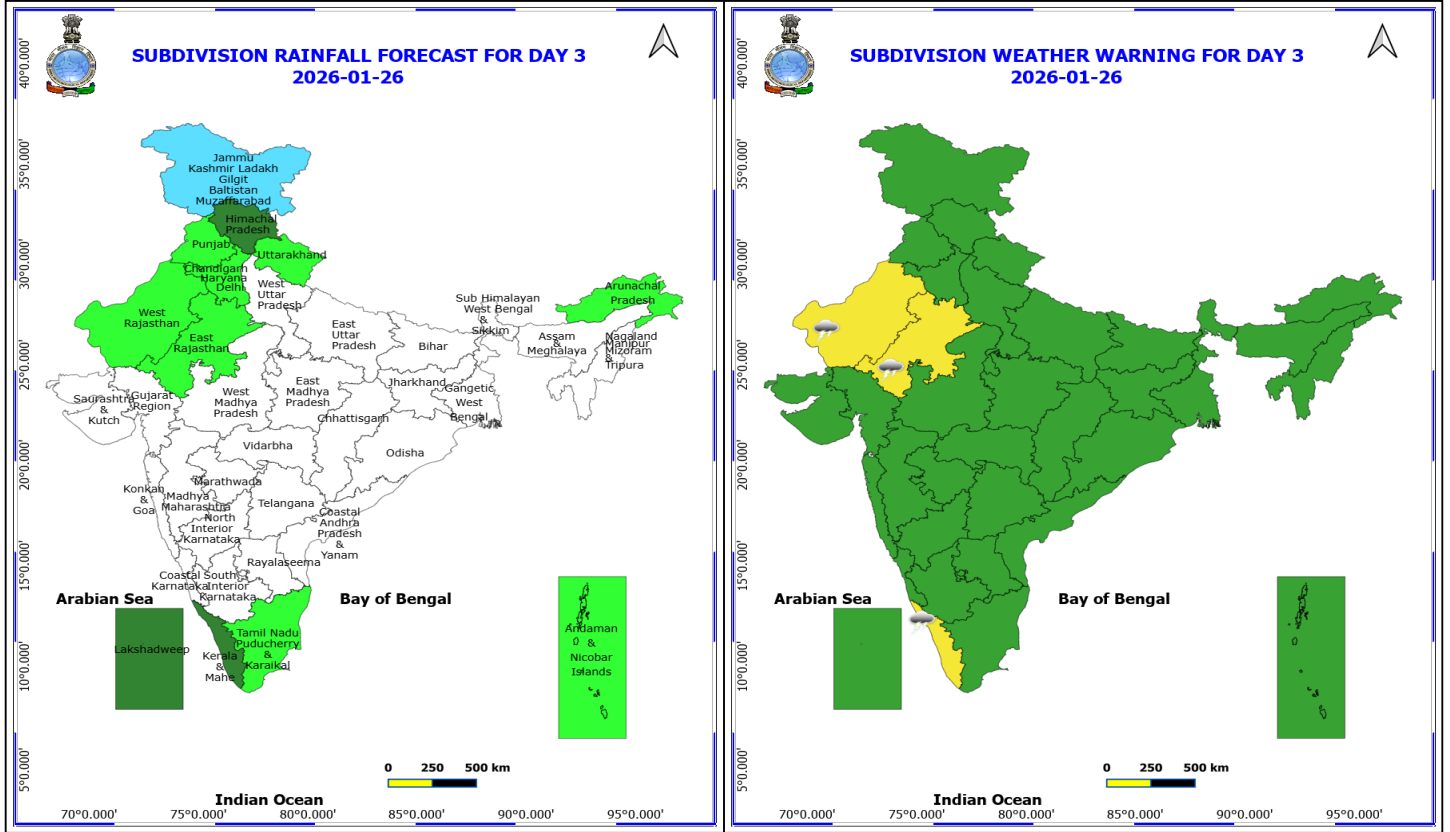 SUBDIVISION RAINFALL FORECAST FOR DAY 3
2026-01-26
40°0.000'
35°0.000'
30°0.000'
25°0.000'
20°0.000'
15°0.000'
10°0.000'
5°0.000'
Jammu
Kashmir Ladakh
Gilgit
Baltistan
Muzaffarabad
Himachal
Pradesh
Punjab
Uttarakhand
Chandigarh
Haryana
Delhi
West
Uttar
Pradesh
West
Rajasthan
East
Rajasthan
East
Uttar
Pradesh
Bihar
Sub Himalayan
West Bengal
&
Sikkim
Arunachal
Pradesh
Assam
&
Meghalaya
Nagaland
Manipur
Mizoram
&
Tripura
Saurashtra
&
Kutch
Gujarat
Region
West
Madhya
Pradesh
East
Madhya
Pradesh
Jharkhand
Gangetic
West
Bengal
Chhattisgarh
Vidarbha
Odisha
Konkan
&
Goa
Madhya
Maharashtra
Marathwada
Telangana
North
Interior
Karnataka
Coastal
Andhra
Pradesh
&
Yanam
Rayalaseema
Coastal
Karnataka
South
Interior
Karnataka
Arabian Sea
Bay of Bengal
Lakshadweep
Kerala
&
Mahe
Tamil Nadu
Puducherry
&
Karaikal
Andaman
&
Nicobar
Islands
0 250 500 km
Indian Ocean
70°0.000' 75°0.000' 80°0.000' 85°0.000' 90°0.000' 95°0.000'
SUBDIVISION WEATHER WARNING FOR DAY 3
2026-01-26
40°0.000'
35°0.000'
30°0.000'
25°0.000'
20°0.000'
15°0.000'
10°0.000'
5°0.000'
Arabian Sea
Bay of Bengal
0 250 500 km
Indian Ocean
70°0.000' 75°0.000' 80°0.000' 85°0.000' 90°0.000' 95°0.000'